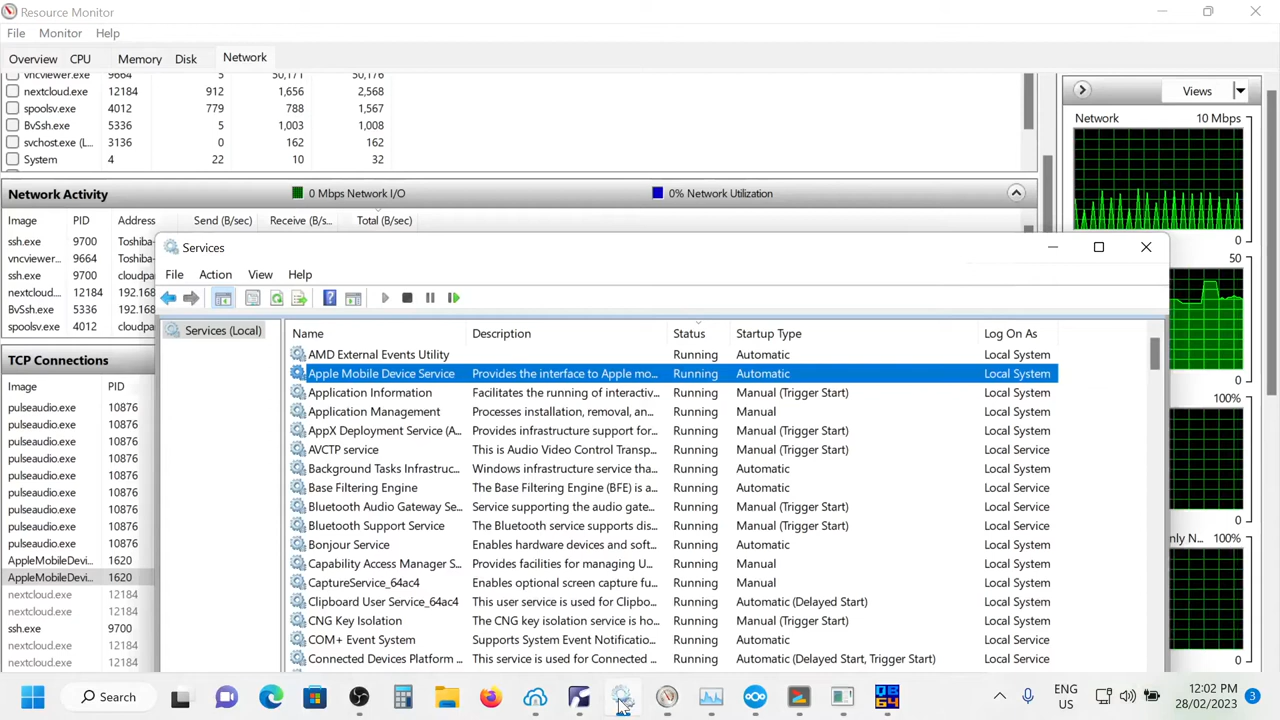 Resource Monitor
File Monitor Help
Overview CPU Memory Disk Network
vncviewer.exe 9664 5 50,171 50,176
nextcloud.exe 12184 912 1,656 2,568
spoolsv.exe 4012 779 788 1,567
BvSsh.exe 5336 5 1,003 1,008
svchost.exe (L... 3136 0 162 162
System 4 22 10 32
Network Activity 0 Mbps Network I/O 0% Network Utilization
Image PID Address Send (B/sec) Receive (B/s... Total (B/sec)
ssh.exe 9700 Toshiba-
vncviewer... 9664 Toshiba-
ssh.exe 9700 cloudpa
nextcloud... 12184 192.168
BvSsh.exe 5336 192.168
spoolsv.exe 4012 cloudpa
TCP Connections
Image PID
pulseaudio.exe 10876
pulseaudio.exe 10876
pulseaudio.exe 10876
pulseaudio.exe 10876
pulseaudio.exe 10876
pulseaudio.exe 10876
pulseaudio.exe 10876
pulseaudio.exe 10876
pulseaudio.exe 10876
AppleMobileDevi... 1620
AppleMobileDevi... 1620
nextcloud.exe 12184
nextcloud.exe 12184
ssh.exe 9700
nextcloud.exe 12184
nextcloud.exe 12184
Views
Network 10 Mbps
0
50
0
100%
0
nly N... 100%
0
Services
File Action View Help
Services (Local)
Name Description Status Startup Type Log On As
AMD External Events Utility Running Automatic Local System
Apple Mobile Device Service Provides the interface to Apple mo... Running Automatic Local System
Application Information Facilitates the running of interactiv... Running Manual (Trigger Start) Local System
Application Management Processes installation, removal, an... Running Manual Local System
AppX Deployment Service (A... Provides infrastructure support for... Running Manual (Trigger Start) Local System
AVCTP service This is Audio Video Control Transp... Running Manual (Trigger Start) Local Service
Background Tasks Infrastruc... Windows infrastructure service tha... Running Automatic Local System
Base Filtering Engine The Base Filtering Engine (BFE) is a... Running Automatic Local Service
Bluetooth Audio Gateway Se... Service supporting the audio gate... Running Manual (Trigger Start) Local Service
Bluetooth Support Service The Bluetooth service supports dis... Running Manual (Trigger Start) Local Service
Bonjour Service Enables hardware devices and soft... Running Automatic Local System
Capability Access Manager S... Provides facilities for managing U... Running Manual Local System
CaptureService_64ac4 Enables optional screen capture fu... Running Manual Local System
Clipboard User Service_64ac4 This user service is used for Clipbo... Running Automatic (Delayed Start) Local System
CNG Key Isolation The CNG key isolation service is ho... Running Manual (Trigger Start) Local System
COM+ Event System Supports System Event Notificatio... Running Automatic Local Service
Connected Devices Platform ... This service is used for Connected ... Running Automatic (Delayed Start, Trigger Start) Local Service
Search
QB
64
ENG
US
12:02 PM
28/02/2023
3